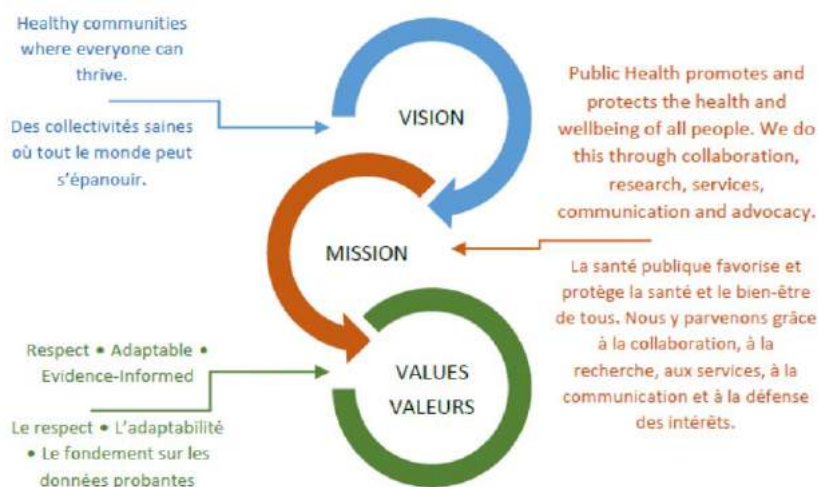 Healthy communities
where everyone can
thrive.
Des collectivités saines
où tout le monde peut
s'épanouir.
VISION
Public Health promotes and
protects the health and
wellbeing of all people. We do
this through collaboration,
research, services,
communication and advocacy.
MISSION
La santé publique favorise et
protège la santé et le bien-être
de tous. Nous y parvenons grâce
à la collaboration, à la
recherche, aux services, à la
communication et à la défense
des intérêts.
Respect • Adaptable •
Evidence-Informed
Le respect • L'adaptabilité
• Le fondement sur les
données probantes
VALUES
VALEURS